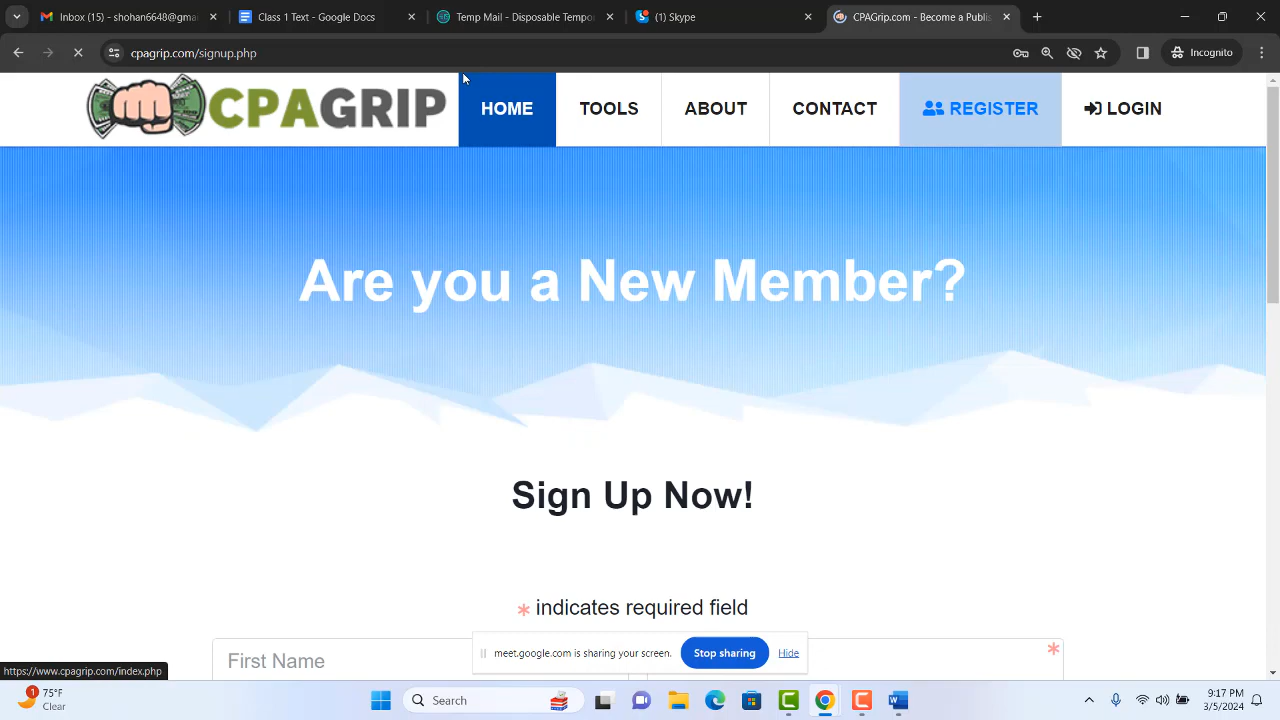 Inbox (15) - shohan6648@gmai
Class 1 Text - Google Docs
Temp Mail - Disposable Tempo
(1) Skype
CPAGrip.com - Become a Publis
cpagrip.com/signup.php
Incognito
CPAGRIP
HOME
TOOLS
ABOUT
CONTACT
REGISTER
LOGIN
Are you a New Member?
Sign Up Now!
* indicates required field
First Name
*
meet.google.com is sharing your screen.
Stop sharing
Hide
https://www.cpagrip.com/index.php
1
75°F
Clear
Search
9:17 PM
3/5/2024